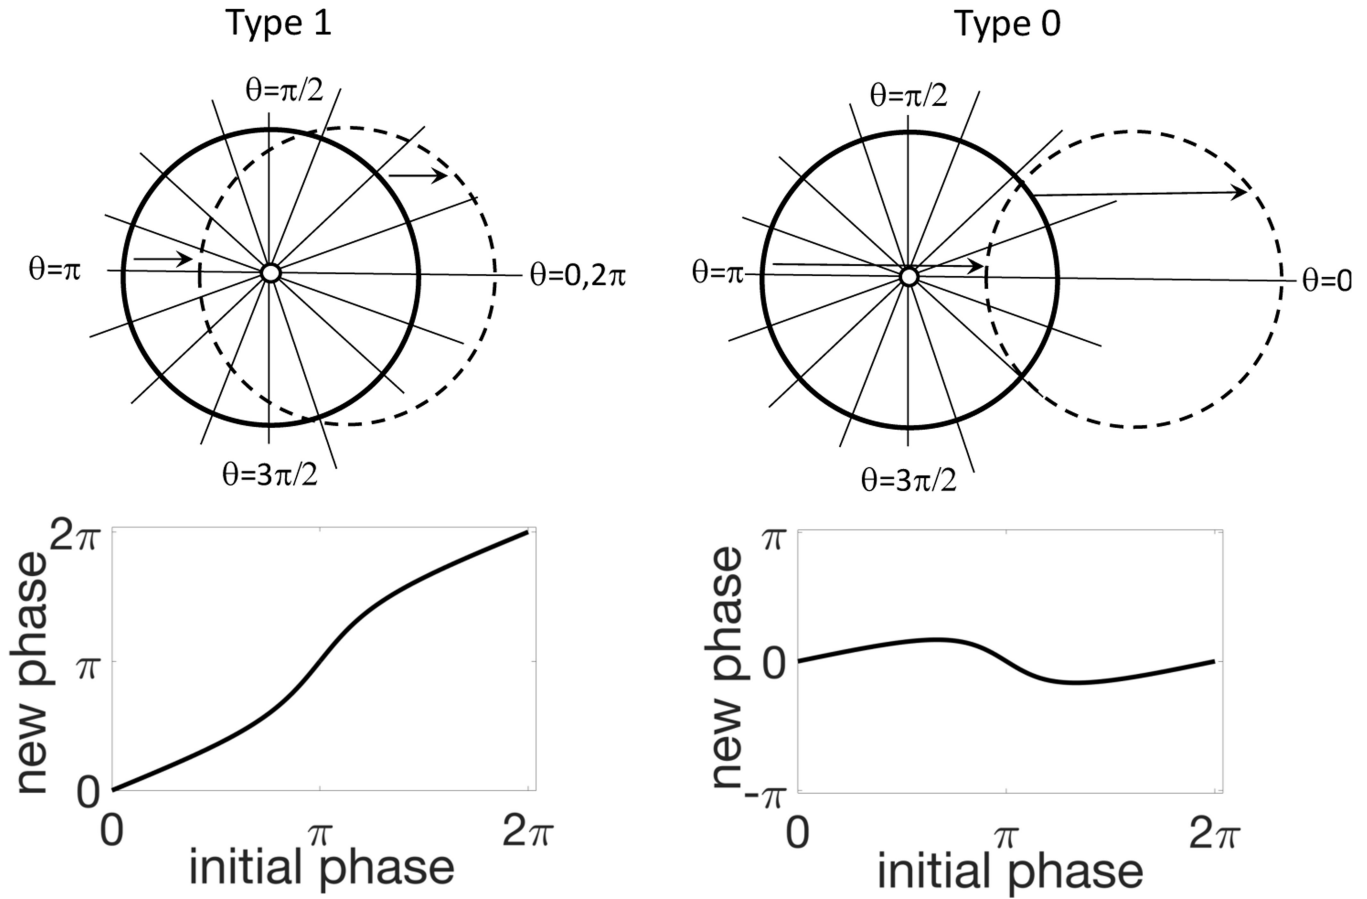 Type 1
θ=π/2
θ=π
θ=0,2π
θ=3π/2
2π
π
0
new phase
0
π
2π
initial phase
Type 0
θ=π/2
θ=π
θ=0
θ=3π/2
π
0
-π
new phase
0
π
2π
initial phase